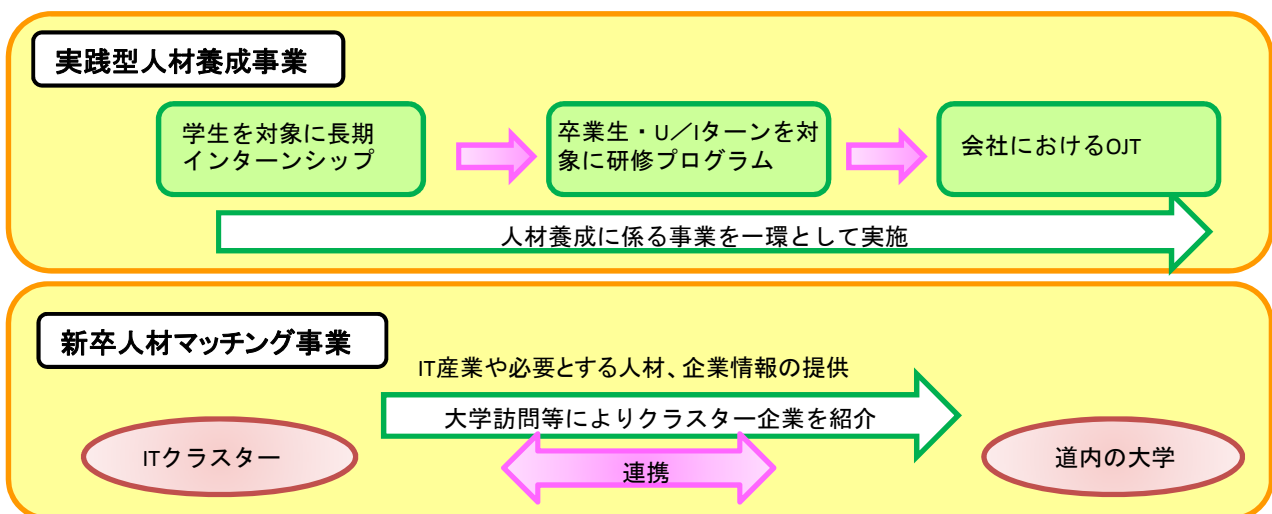 実践型人材養成事業
学生を対象に長期
インターンシップ
卒業生・U／Iターンを対
象に研修プログラム
会社におけるOJT
人材養成に係る事業を一環として実施
新卒人材マッチング事業
IT産業や必要とする人材、企業情報の提供
大学訪問等によりクラスター企業を紹介
ITクラスター
連携
道内の大学